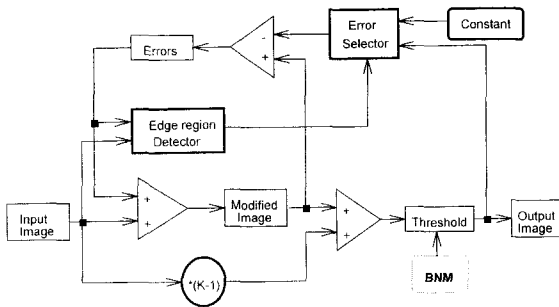 Errors
-
+
Error
Selector
Constant
Edge region
Detector
Input
Image
+
+
Modified
Image
+
+
Threshold
Output
Image
*(K-1)
BNM